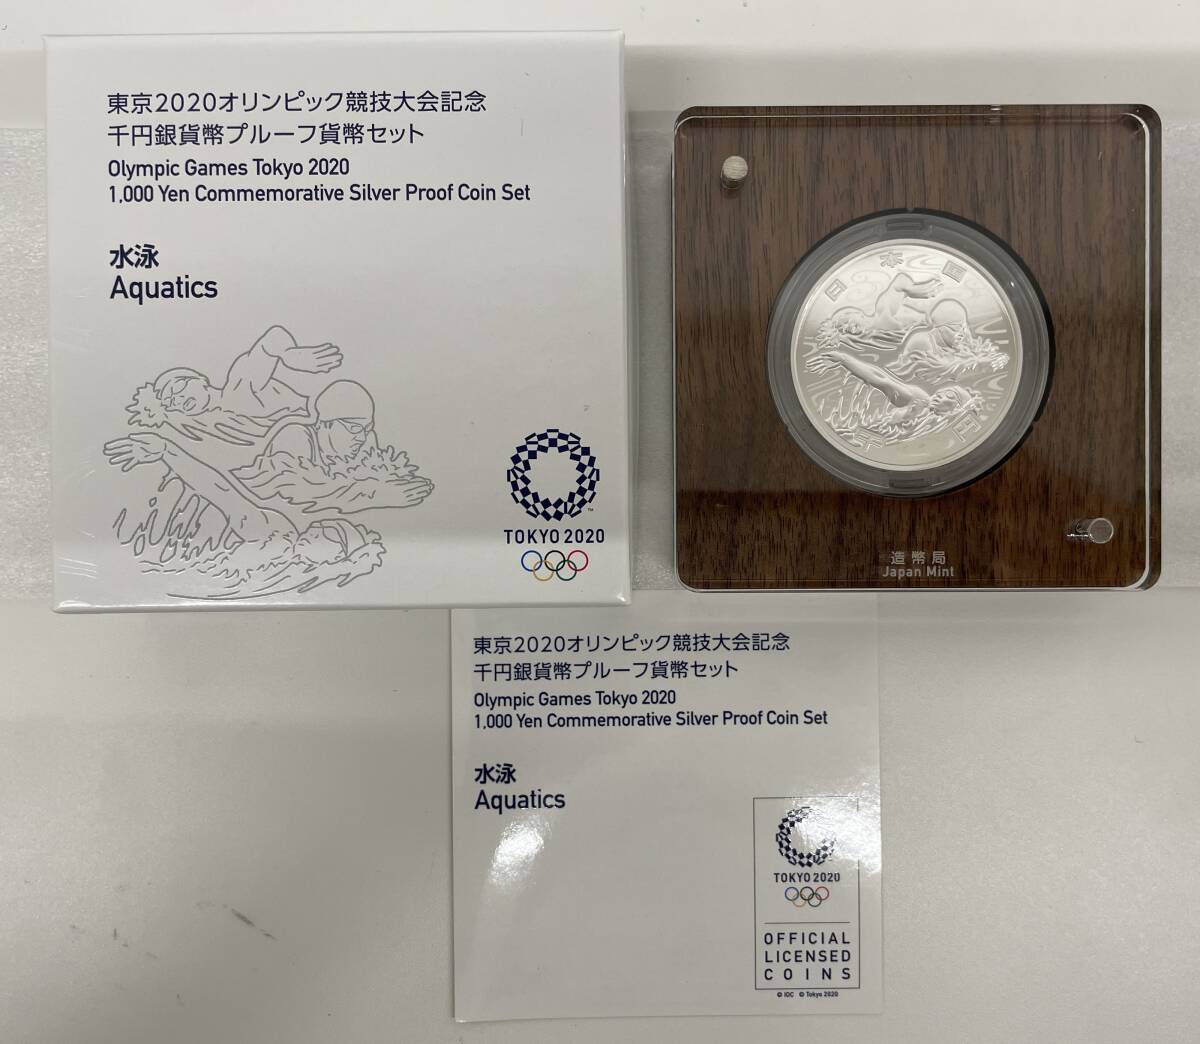 東京2020オリンピック競技大会記念
千円銀貨幣プルーフ貨幣セット
Olympic Games Tokyo 2020
1,000 Yen Commemorative Silver Proof Coin Set
水泳
Aquatics
TOKYO 2020
日本国
千円
造幣局
Japan Mint
東京2020オリンピック競技大会記念
千円銀貨幣プルーフ貨幣セット
Olympic Games Tokyo 2020
1,000 Yen Commemorative Silver Proof Coin Set
水泳
Aquatics
TOKYO 2020
OFFICIAL
LICENSED
COINS
© IOC © Tokyo 2020